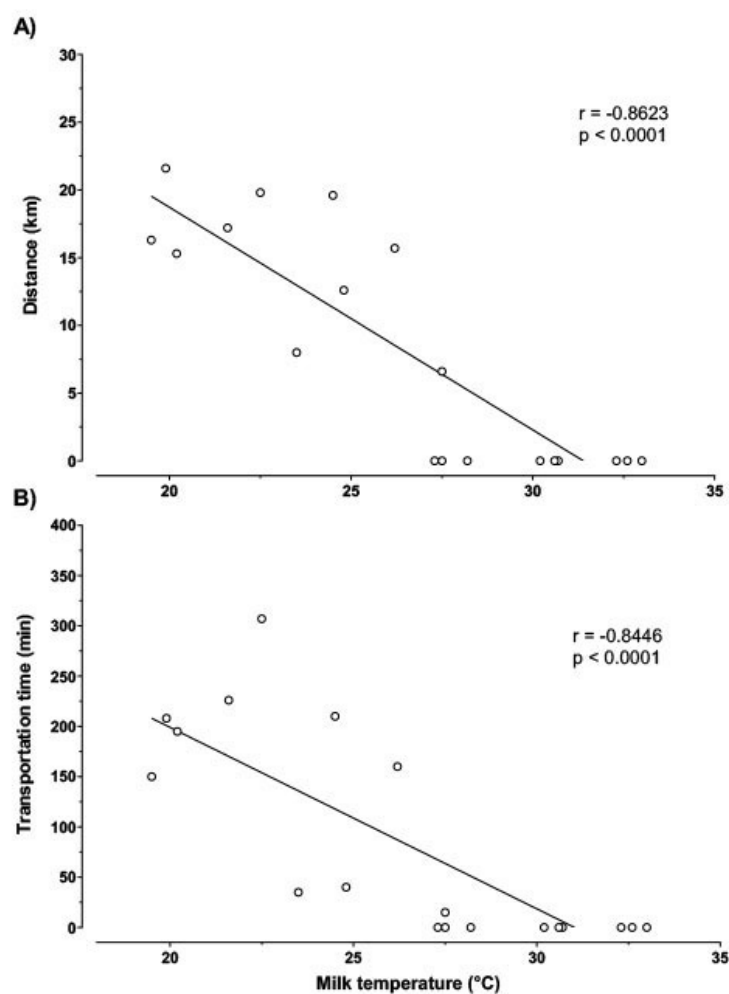 A)
30
25
20
15
10
5
0
Distance (km)
r = -0.8623
p < 0.0001
20
25
30
35
B)
400
350
300
250
200
150
100
50
0
Transportation time (min)
r = -0.8446
p < 0.0001
20
25
30
35
Milk temperature (°C)